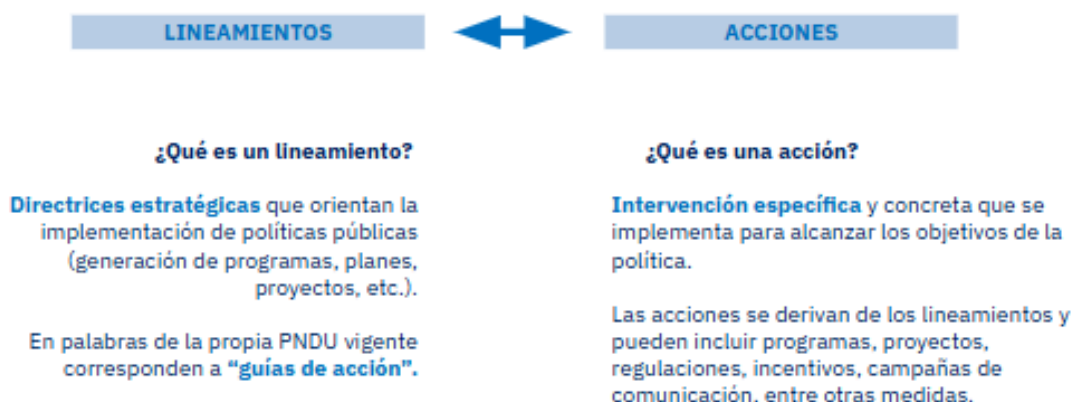 LINEAMIENTOS
ACCIONES
¿Qué es un lineamiento?
Directrices estratégicas que orientan la
implementación de políticas públicas
(generación de programas, planes,
proyectos, etc.).
En palabras de la propia PNDU vigente
corresponden a “guías de acción”.
¿Qué es una acción?
Intervención específica y concreta que se
implementa para alcanzar los objetivos de la
política.
Las acciones se derivan de los lineamientos y
pueden incluir programas, proyectos,
regulaciones, incentivos, campañas de
comunicación, entre otras medidas.